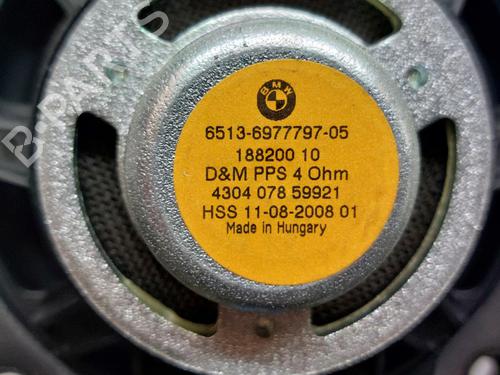 B-PARTS
BMW
6513-6977797-05
188200 10
D&M PPS 4 Ohm
4304 078 59921
HSS 11-08-2008 01
Made in Hungary